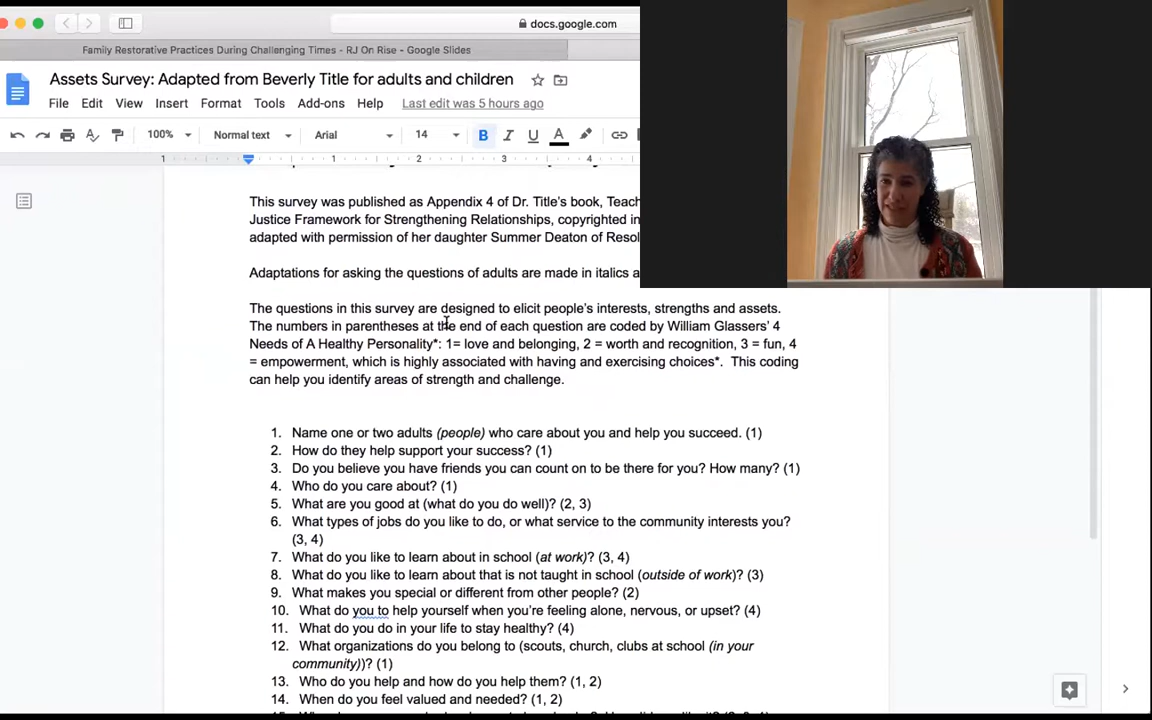 docs.google.com
Family Restorative Practices During Challenging Times - RJ On Rise - Google Slides
Assets Survey: Adapted from Beverly Title for adults and children
File Edit View Insert Format Tools Add-ons Help Last edit was 5 hours ago
100% Normal text Arial 14 B I U A
1 1 2 3 4
This survey was published as Appendix 4 of Dr. Title's book, Teach
Justice Framework for Strengthening Relationships, copyrighted in
adapted with permission of her daughter Summer Deaton of Resol
Adaptations for asking the questions of adults are made in italics a
The questions in this survey are designed to elicit people's interests, strengths and assets.
The numbers in parentheses at the end of each question are coded by William Glassers' 4
Needs of A Healthy Personality*: 1= love and belonging, 2 = worth and recognition, 3 = fun, 4
= empowerment, which is highly associated with having and exercising choices*. This coding
can help you identify areas of strength and challenge.
1. Name one or two adults (people) who care about you and help you succeed. (1)
2. How do they help support your success? (1)
3. Do you believe you have friends you can count on to be there for you? How many? (1)
4. Who do you care about? (1)
5. What are you good at (what do you do well)? (2, 3)
6. What types of jobs do you like to do, or what service to the community interests you?
(3, 4)
7. What do you like to learn about in school (at work)? (3, 4)
8. What do you like to learn about that is not taught in school (outside of work)? (3)
9. What makes you special or different from other people? (2)
10. What do you to help yourself when you're feeling alone, nervous, or upset? (4)
11. What do you do in your life to stay healthy? (4)
12. What organizations do you belong to (scouts, church, clubs at school (in your
community))? (1)
13. Who do you help and how do you help them? (1, 2)
14. When do you feel valued and needed? (1, 2)